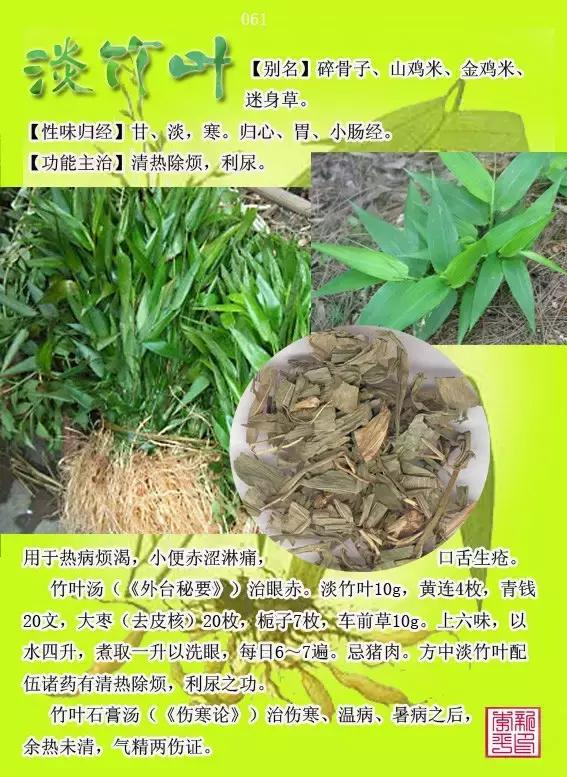 061
淡竹叶
【别名】碎骨子、山鸡米、金鸡米、
迷身草。
【性味归经】甘、淡，寒。归心、胃、小肠经。
【功能主治】清热除烦，利尿。
用于热病烦渴，小便赤涩淋痛， 口舌生疮。
竹叶汤（《外台秘要》）治眼赤。淡竹叶10g，黄连4枚，青钱
20文，大枣（去皮核）20枚，栀子7枚，车前草10g。上六味，以
水四升，煮取一升以洗眼，每日6～7遍。忌猪肉。方中淡竹叶配
伍诸药有清热除烦，利尿之功。
竹叶石膏汤（《伤寒论》）治伤寒、温病、暑病之后，
余热未清，气精两伤证。